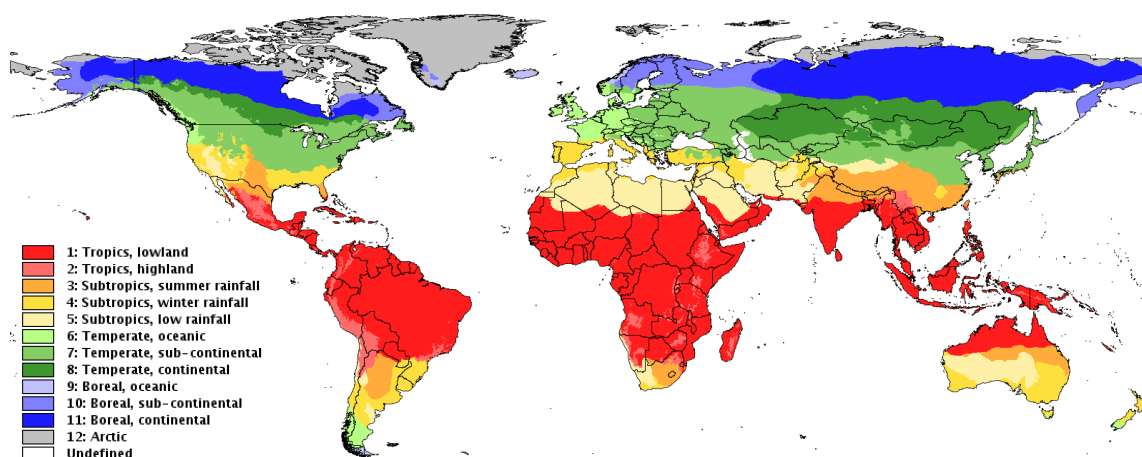 1: Tropics, lowland
2: Tropics, highland
3: Subtropics, summer rainfall
4: Subtropics, winter rainfall
5: Subtropics, low rainfall
6: Temperate, oceanic
7: Temperate, sub-continental
8: Temperate, continental
9: Boreal, oceanic
10: Boreal, sub-continental
11: Boreal, continental
12: Arctic
Undefined